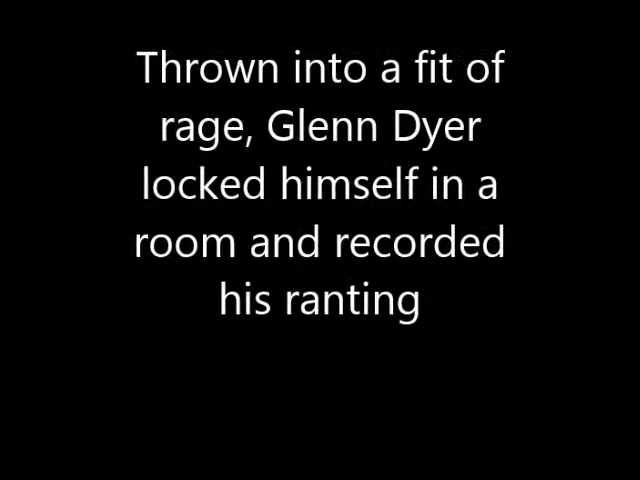 Thrown into a fit of
rage, Glenn Dyer
locked himself in a
room and recorded
his ranting